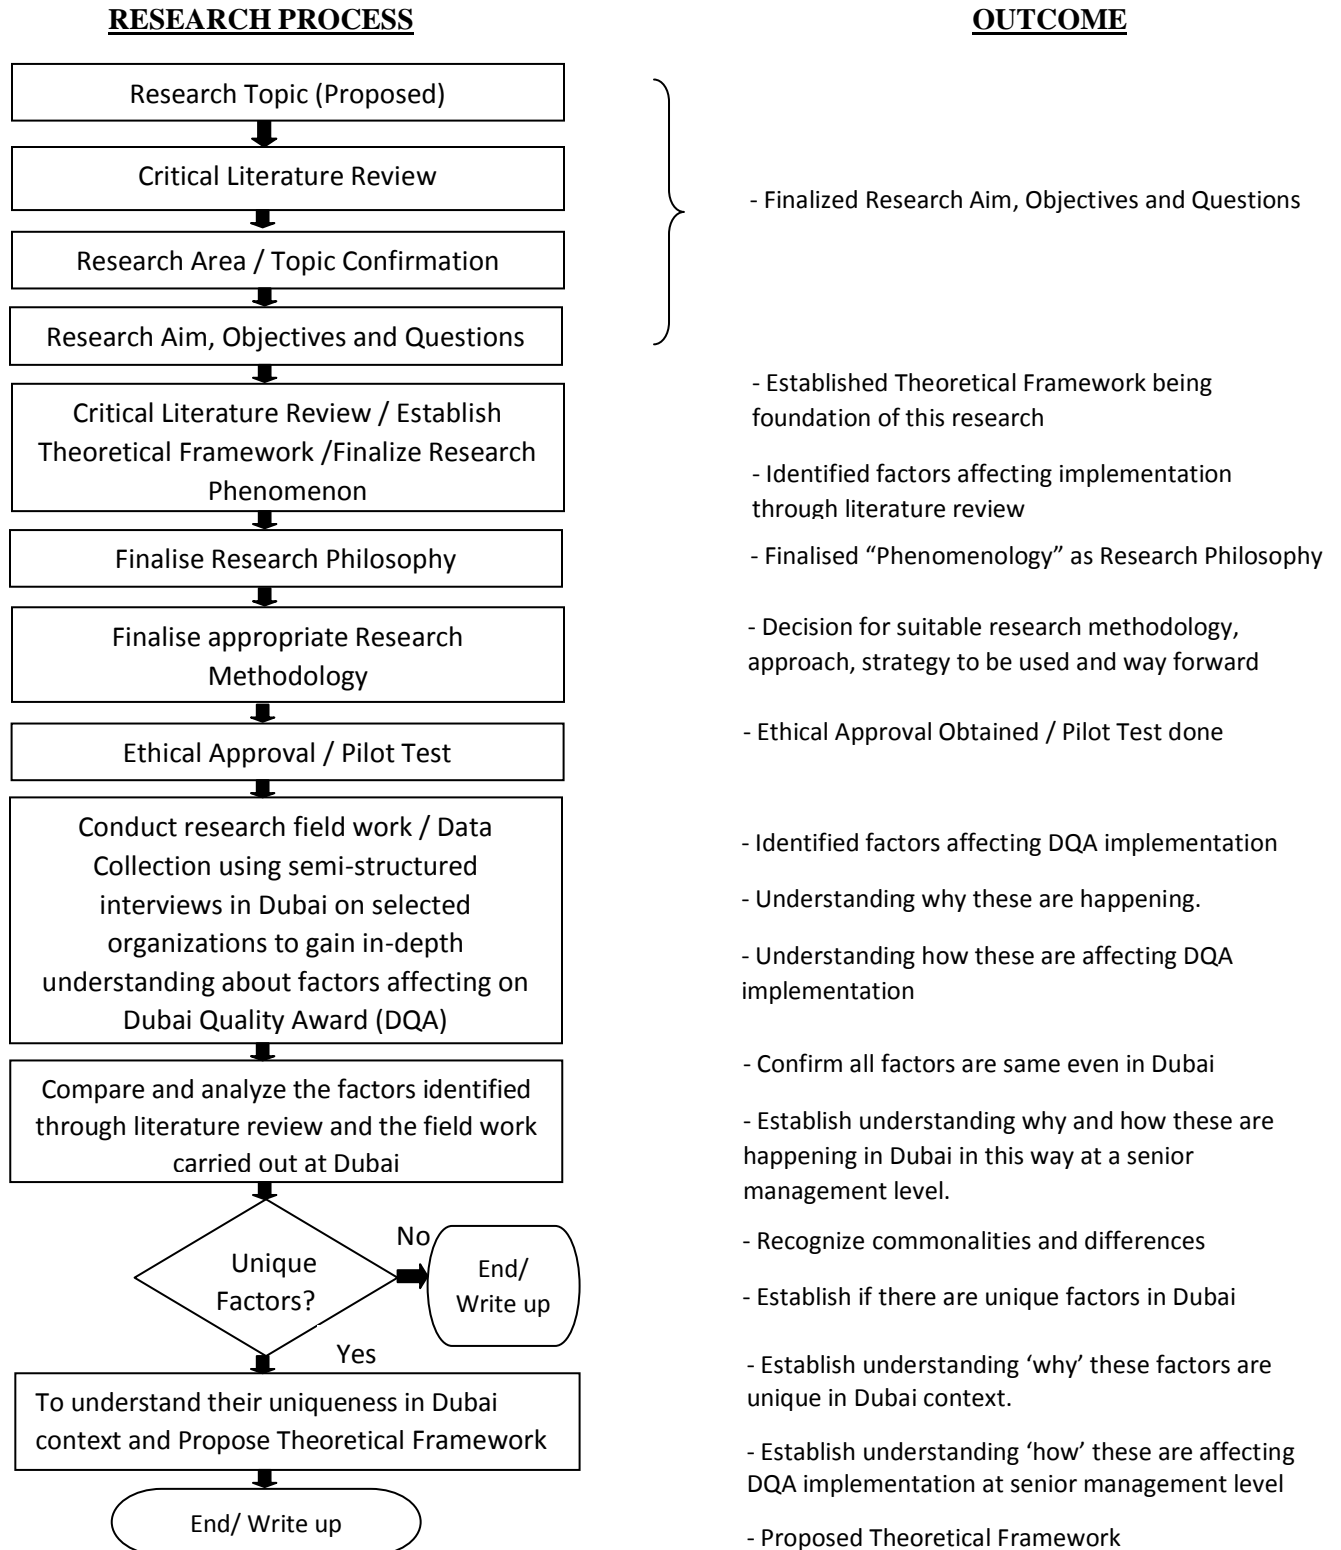 RESEARCH PROCESS
OUTCOME
Research Topic (Proposed)
Critical Literature Review
Research Area / Topic Confirmation
Research Aim, Objectives and Questions
- Finalized Research Aim, Objectives and Questions
Critical Literature Review / Establish
Theoretical Framework /Finalize Research
Phenomenon
- Established Theoretical Framework being
foundation of this research
- Identified factors affecting implementation
through literature review
Finalise Research Philosophy
- Finalised “Phenomenology” as Research Philosophy
Finalise appropriate Research
Methodology
- Decision for suitable research methodology,
approach, strategy to be used and way forward
Ethical Approval / Pilot Test
- Ethical Approval Obtained / Pilot Test done
Conduct research field work / Data
Collection using semi-structured
interviews in Dubai on selected
organizations to gain in-depth
understanding about factors affecting on
Dubai Quality Award (DQA)
- Identified factors affecting DQA implementation
- Understanding why these are happening.
- Understanding how these are affecting DQA
implementation
Compare and analyze the factors identified
through literature review and the field work
carried out at Dubai
- Confirm all factors are same even in Dubai
- Establish understanding why and how these are
happening in Dubai in this way at a senior
management level.
Unique
Factors?
No
End/
Write up
Yes
- Recognize commonalities and differences
- Establish if there are unique factors in Dubai
To understand their uniqueness in Dubai
context and Propose Theoretical Framework
- Establish understanding ‘why’ these factors are
unique in Dubai context.
- Establish understanding ‘how’ these are affecting
DQA implementation at senior management level
End/ Write up
- Proposed Theoretical Framework